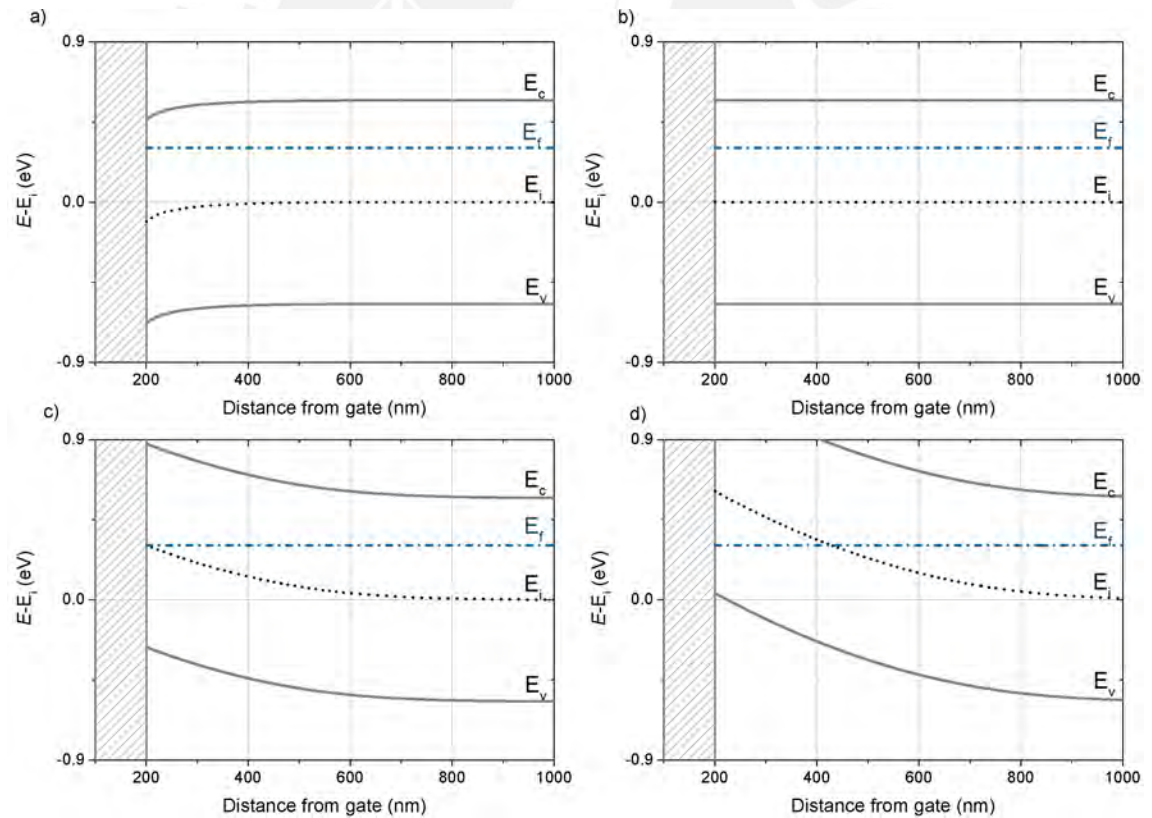 a)
0.9
E_c
E_f
E_i
0.0
E_v
-0.9
E-E_i (eV)
200 400 600 800 1000
Distance from gate (nm)
b)
0.9
E_c
E_f
E_i
0.0
E_v
-0.9
E-E_i (eV)
200 400 600 800 1000
Distance from gate (nm)
c)
0.9
E_c
E_f
E_i
0.0
E_v
-0.9
E-E_i (eV)
200 400 600 800 1000
Distance from gate (nm)
d)
0.9
E_c
E_f
E_i
0.0
E_v
-0.9
E-E_i (eV)
200 400 600 800 1000
Distance from gate (nm)